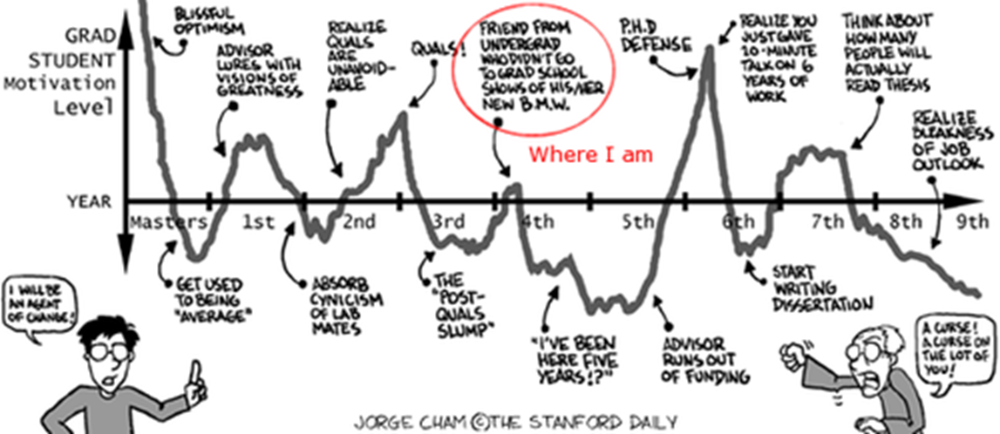 GRAD
STUDENT
Motivation
Level
BLISSFUL
OPTIMISM
ADVISOR
LURES WITH
VISIONS OF
GREATNESS
REALIZE
QUALS
ARE
UNAVOID-
ABLE
QUALS!
FRIEND FROM
UNDERGRAD
WHO DIDN'T GO
TO GRAD SCHOOL
SHOWS OF HIS/HER
NEW B.M.W.
Where I am
P.H.D
DEFENSE
REALIZE YOU
JUST GAVE
20-MINUTE
TALK ON 6
YEARS OF
WORK
THINK ABOUT
HOW MANY
PEOPLE WILL
ACTUALLY
READ THESIS
REALIZE
BLEAKNESS
OF JOB
OUTLOOK
YEAR
Masters 1st 2nd 3rd 4th 5th 6th 7th 8th 9th
GET USED
TO BEING
"AVERAGE"
ABSORB
CYNICISM
OF LAB
MATES
THE
"POST-
QUALS
SLUMP"
"I'VE BEEN
HERE FIVE
YEARS!?"
ADVISOR
RUNS OUT
OF FUNDING
START
WRITING
DISSERTATION
I WILL BE
AN AGENT
OF CHANGE!
A CURSE!
A CURSE ON
THE LOT OF
YOU!
JORGE CHAM ©THE STANFORD DAILY